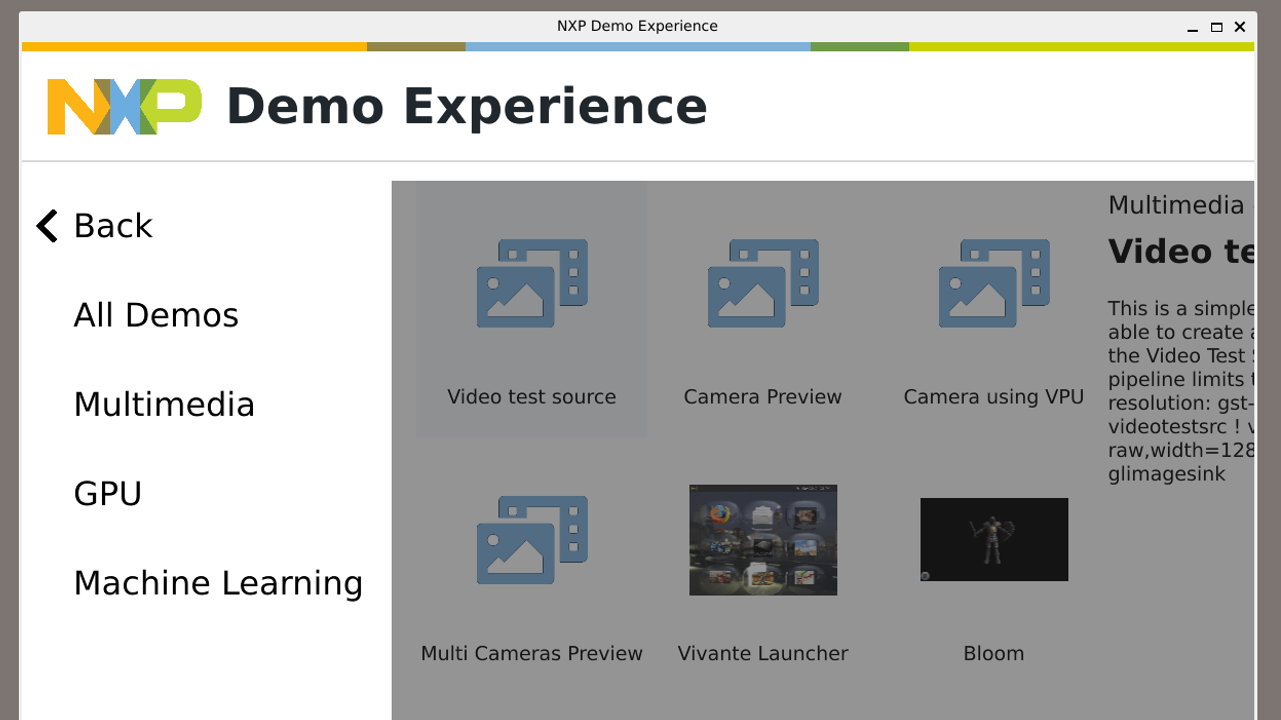 NXP Demo Experience
NXP Demo Experience
Back
All Demos
Multimedia
GPU
Machine Learning
Video test source
Camera Preview
Camera using VPU
Multi Cameras Preview
Vivante Launcher
Bloom
Multimedia
Video te
This is a simple
able to create
the Video Test
pipeline limits
resolution: gst-
videotestsrc !
raw,width=128
glimagesink